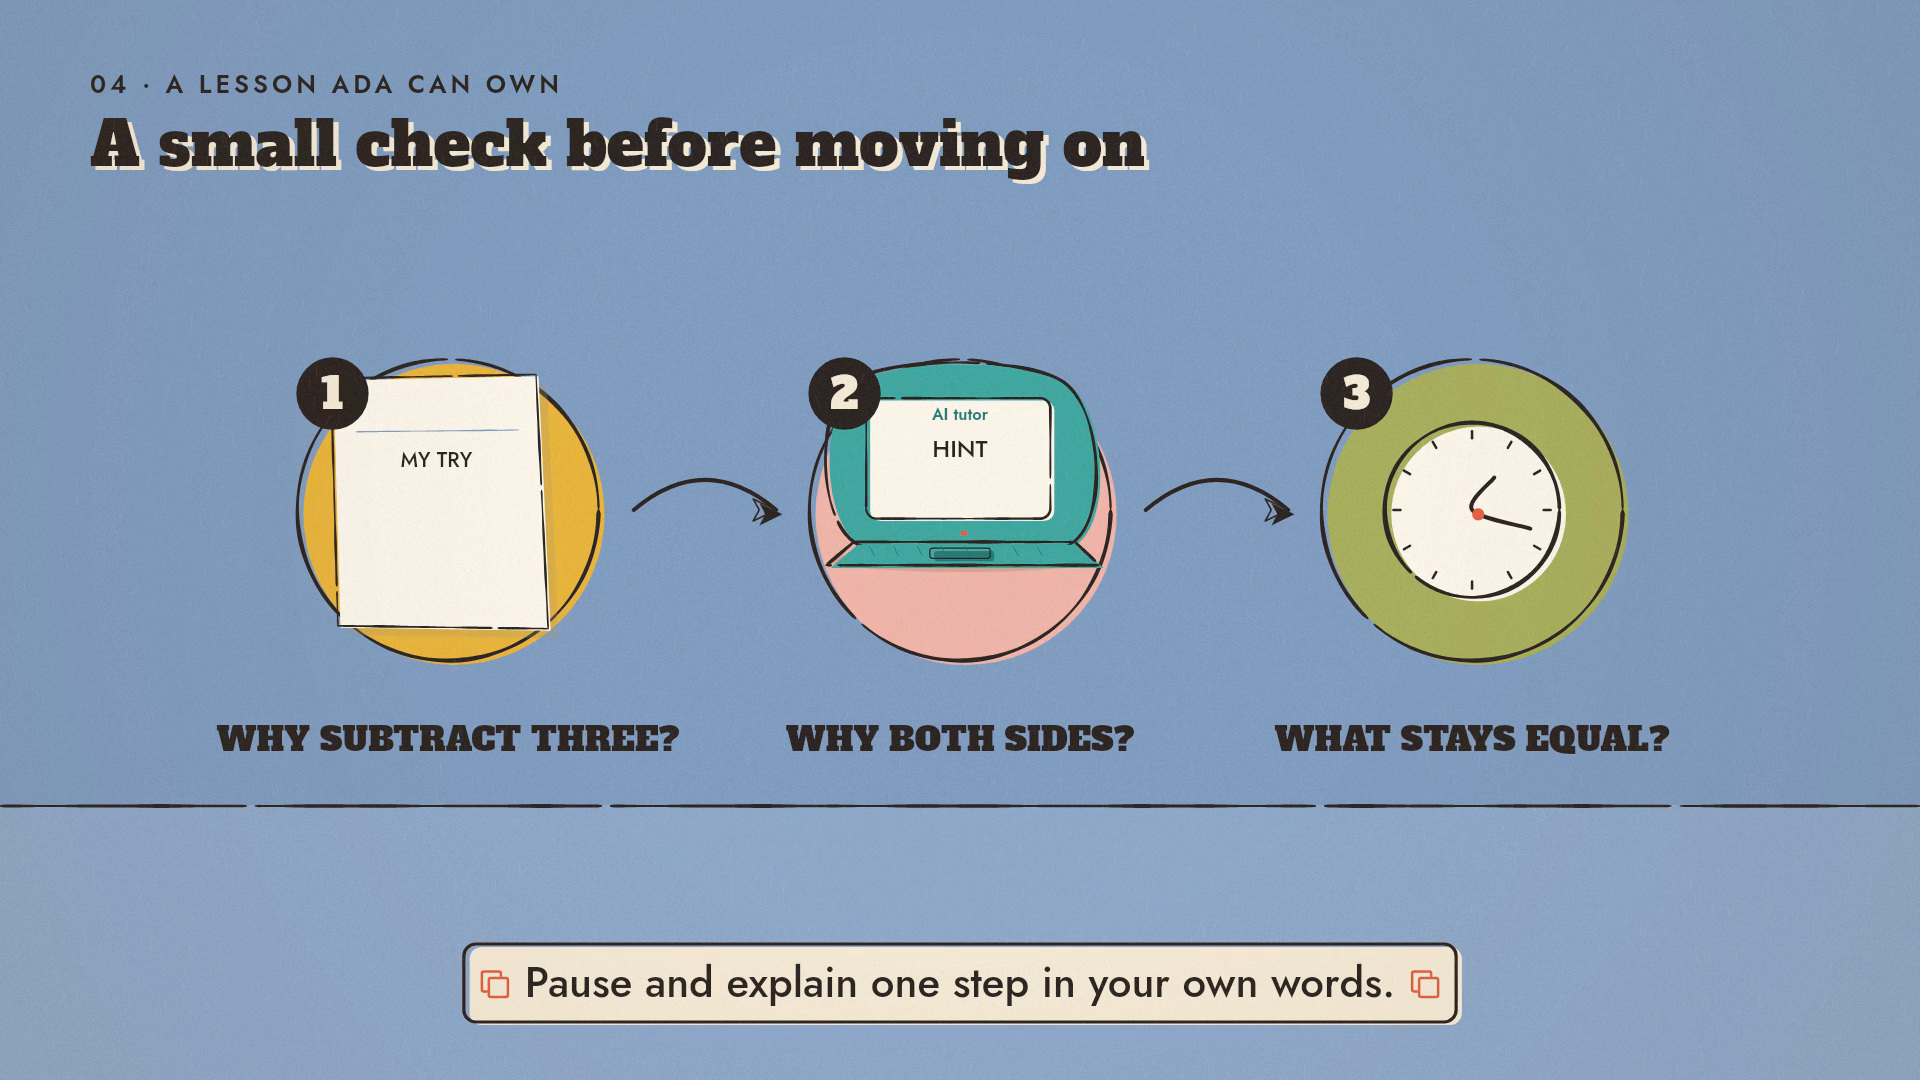 04 · A LESSON ADA CAN OWN
A small check before moving on
1
MY TRY
2
AI tutor
HINT
3
WHY SUBTRACT THREE?
WHY BOTH SIDES?
WHAT STAYS EQUAL?
Pause and explain one step in your own words.